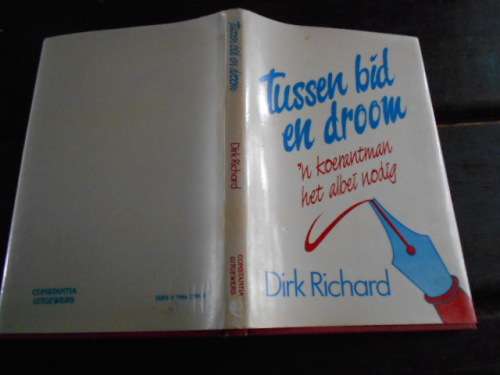 Tussen bid
en droom
'n koerantman
het albei nodig
Dirk Richard
Tussen bid en droom
Dirk Richard
CONSTANTIA
UITGEWERS
CONSTANTIA
UITGEWERS